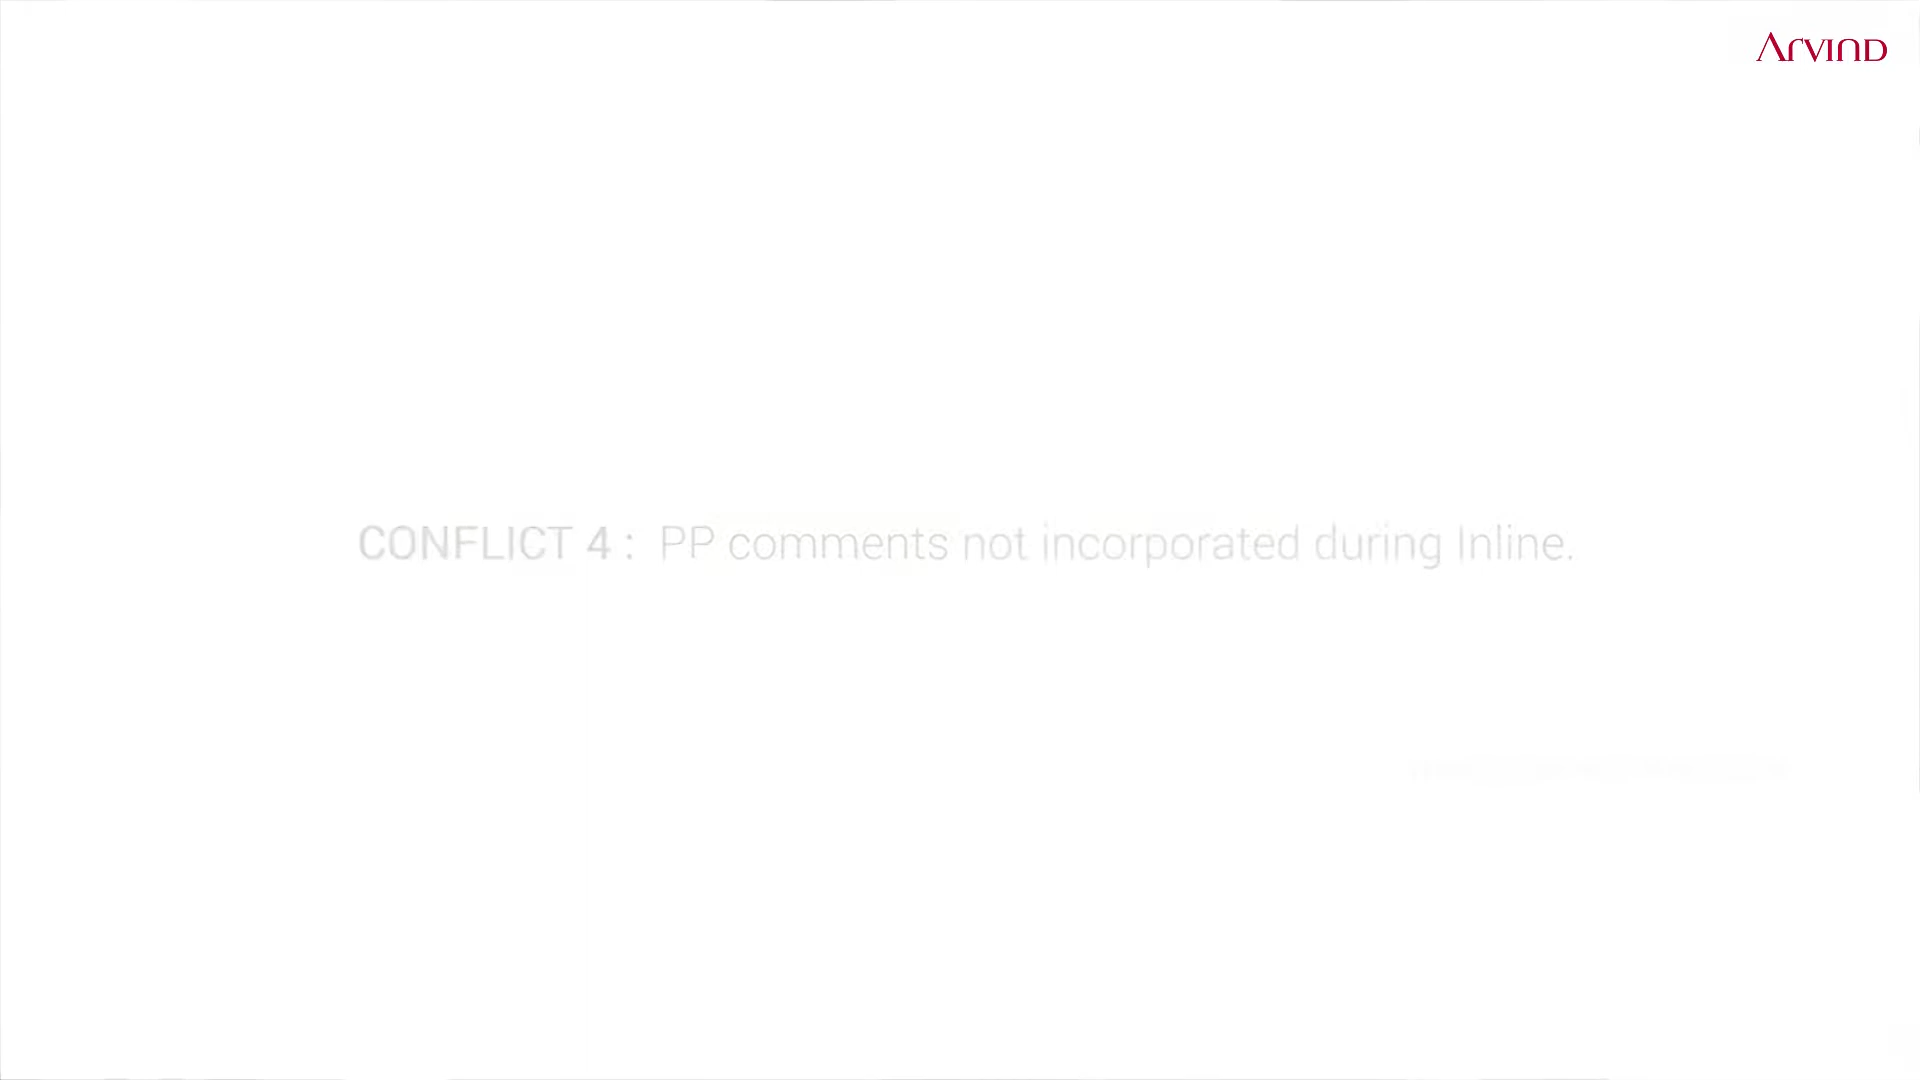 ARVIND
CONFLICT 4 : PP comments not incorporated during Inline.